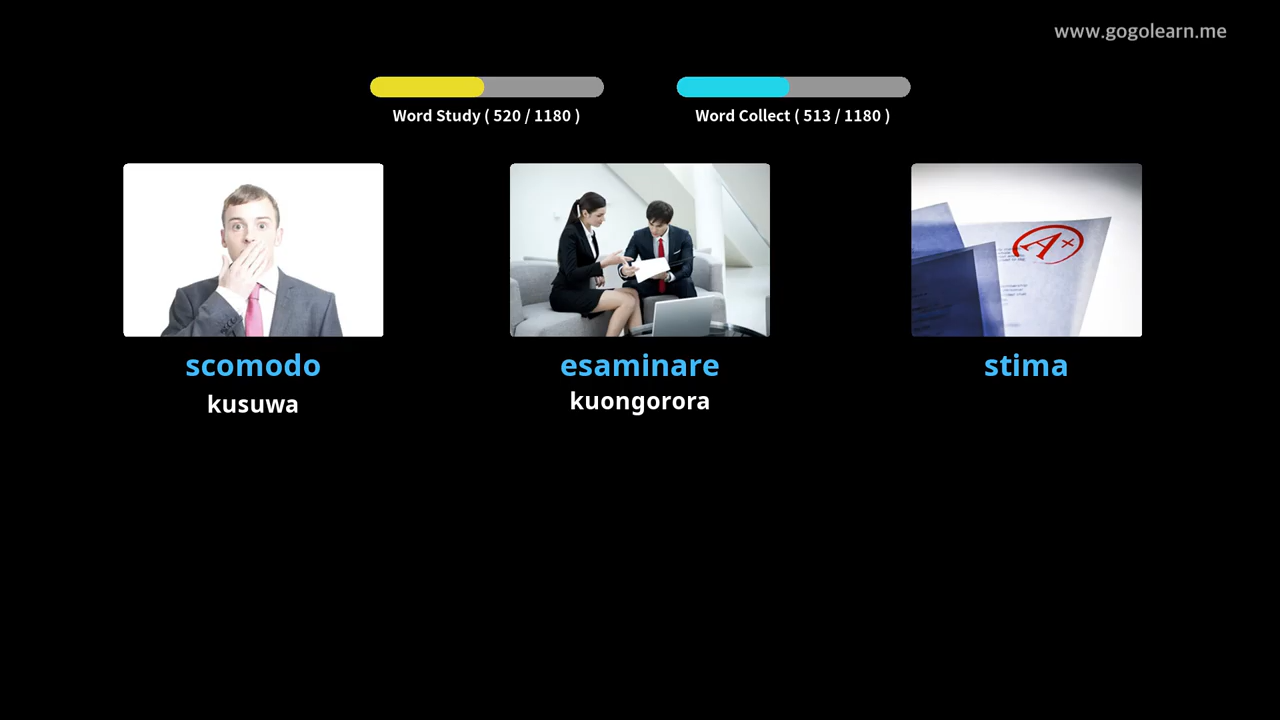 www.gogolearn.me
Word Study ( 520 / 1180 )
Word Collect ( 513 / 1180 )
A+
scomodo
esaminare
stima
kusuwa
kuongorora